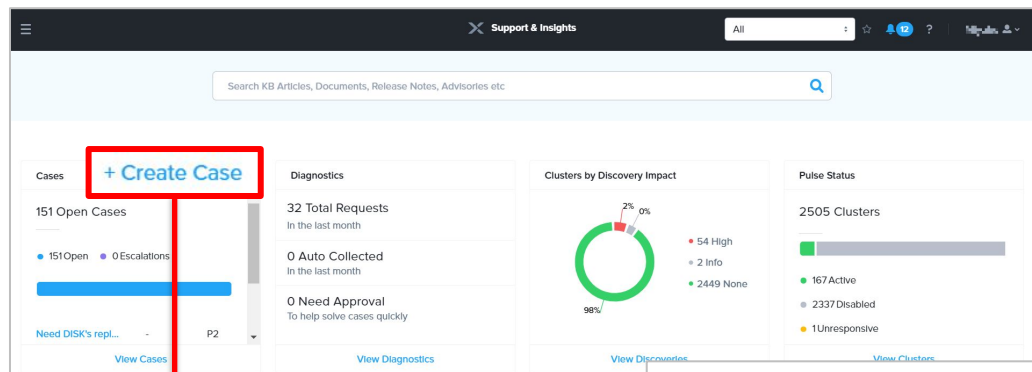 Support & Insights
All
12
?
Search KB Articles, Documents, Release Notes, Advisories etc
Cases
+ Create Case
151 Open Cases
151 Open
0 Escalations
Need DISK's repl... - P2
View Cases
Diagnostics
32 Total Requests
In the last month
0 Auto Collected
In the last month
0 Need Approval
To help solve cases quickly
View Diagnostics
Clusters by Discovery Impact
2%
0%
98%
54 High
2 Info
2449 None
View Discoveries
Pulse Status
2505 Clusters
167 Active
2337 Disabled
1 Unresponsive
View Clusters